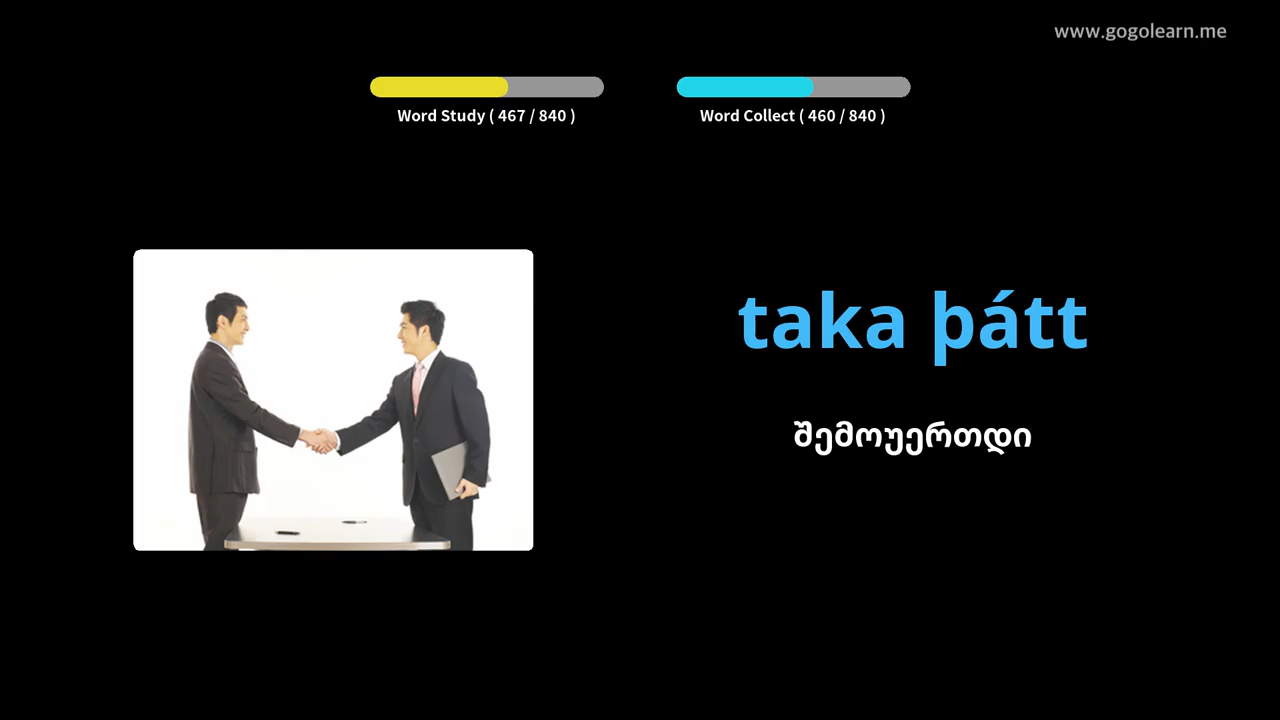 www.gogolearn.me
Word Study ( 467 / 840 )
Word Collect ( 460 / 840 )
taka þátt
შემოუერთდი